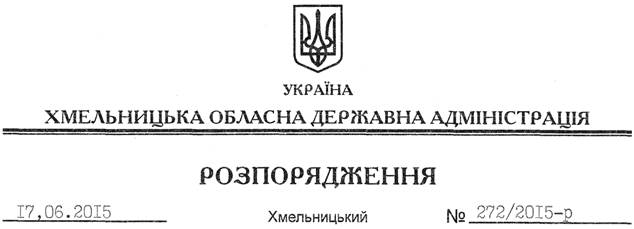 УКРАЇНА
ХМЕЛЬНИЦЬКА ОБЛАСНА ДЕРЖАВНА АДМІНІСТРАЦІЯ
РОЗПОРЯДЖЕННЯ
17,06.2015 Хмельницький № 272/2015-р